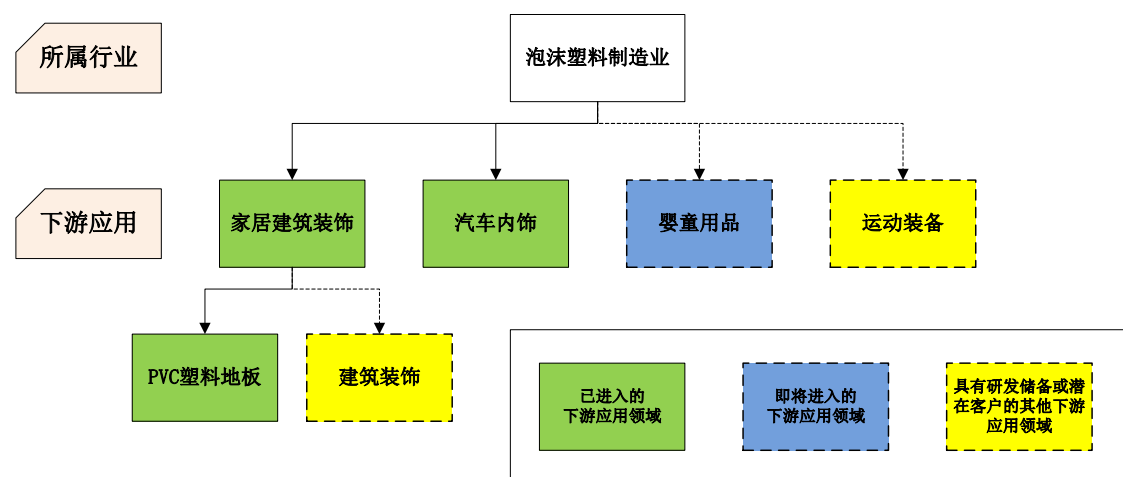 所属行业
泡沫塑料制造业
下游应用
家居建筑装饰
汽车内饰
婴童用品
运动装备
PVC塑料地板
建筑装饰
已进入的
下游应用领域
即将进入的
下游应用领域
具有研发储备或潜
在客户的其他下游
应用领域